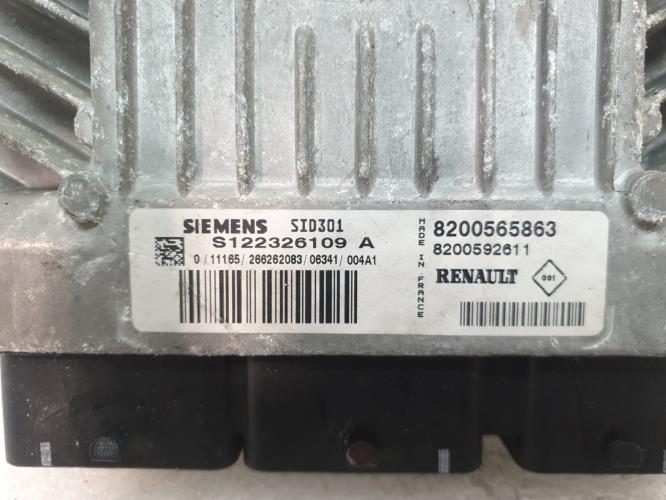 SIEMENS SID301
S122326109 A
0/11165/266262083/06341/004A1
MADE IN FRANCE
8200565863
8200592611
RENAULT
001